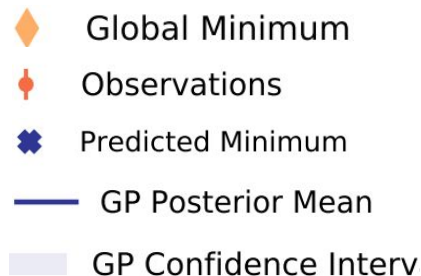 Global Minimum
Observations
Predicted Minimum
GP Posterior Mean
GP Confidence Interv